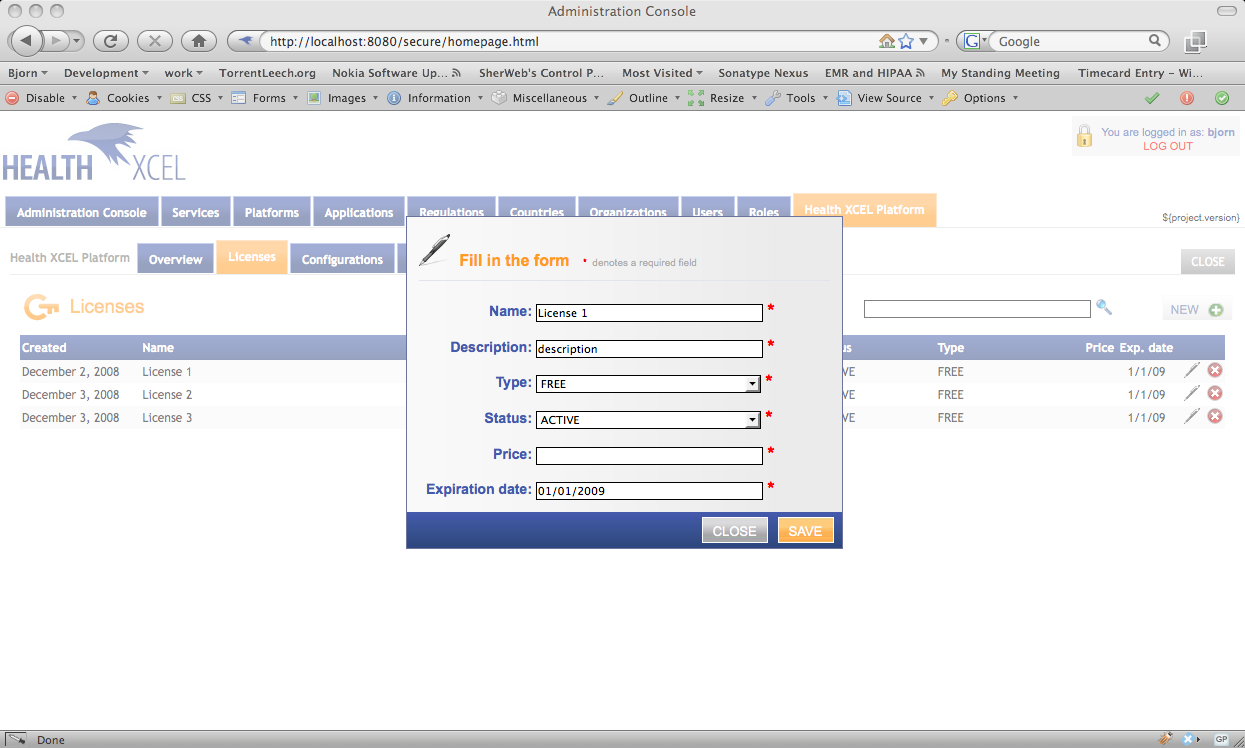 Administration Console
http://localhost:8080/secure/homepage.html
G Google
Bjorn Development work TorrentLeech.org Nokia Software Up... SherWeb's Control P... Most Visited Sonatype Nexus EMR and HIPAA My Standing Meeting Timecard Entry – Wi...
Disable Cookies CSS Forms Images Information Miscellaneous Outline Resize Tools View Source Options
HEALTH XCEL
You are logged in as: bjorn
LOG OUT
Administration Console Services Platforms Applications Regulations Countries Organizations Users Roles Health XCEL Platform
${project.version}
Health XCEL Platform Overview Licenses Configurations
CLOSE
Licenses
NEW
Created Name us Type Price Exp. date
December 2, 2008 License 1 VE FREE 1/1/09
December 3, 2008 License 2 VE FREE 1/1/09
December 3, 2008 License 3 VE FREE 1/1/09
Fill in the form * denotes a required field
Name: License 1 *
Description: description *
Type: FREE *
Status: ACTIVE *
Price: *
Expiration date: 01/01/2009 *
CLOSE SAVE
Done
GP